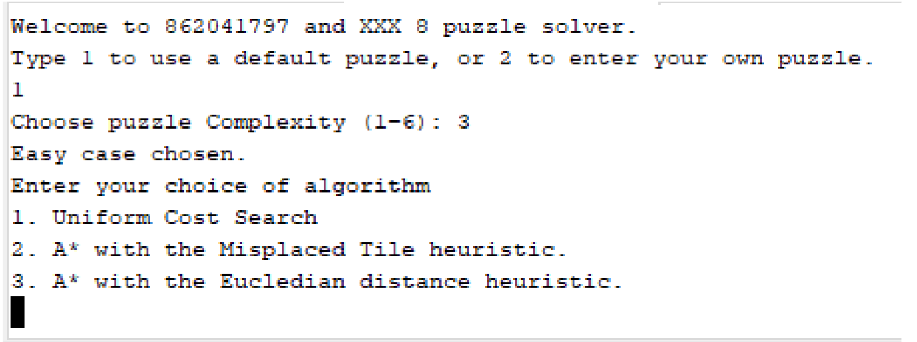 Welcome to 862041797 and XXX 8 puzzle solver.
Type 1 to use a default puzzle, or 2 to enter your own puzzle.
1
Choose puzzle Complexity (1-6): 3
Easy case chosen.
Enter your choice of algorithm
1. Uniform Cost Search
2. A* with the Misplaced Tile heuristic.
3. A* with the Eucledian distance heuristic.